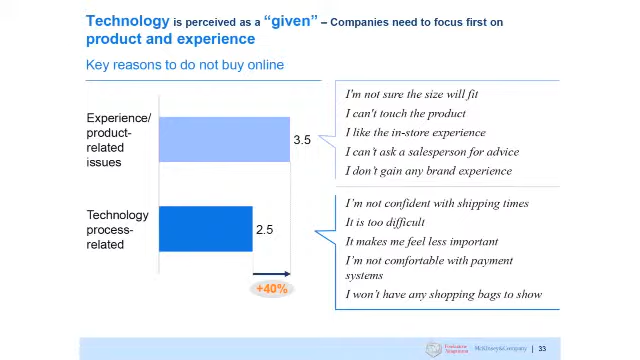 Technology is perceived as a “given” – Companies need to focus first on
product and experience
Key reasons to do not buy online
Experience/
product-
related
issues
3.5
I'm not sure the size will fit
I can't touch the product
I like the in-store experience
I can't ask a salesperson for advice
I don't gain any brand experience
Technology
process-
related
2.5
+40%
I'm not confident with shipping times
It is too difficult
It makes me feel less important
I'm not comfortable with payment
systems
I won't have any shopping bags to show
McKinsey&Company | 33